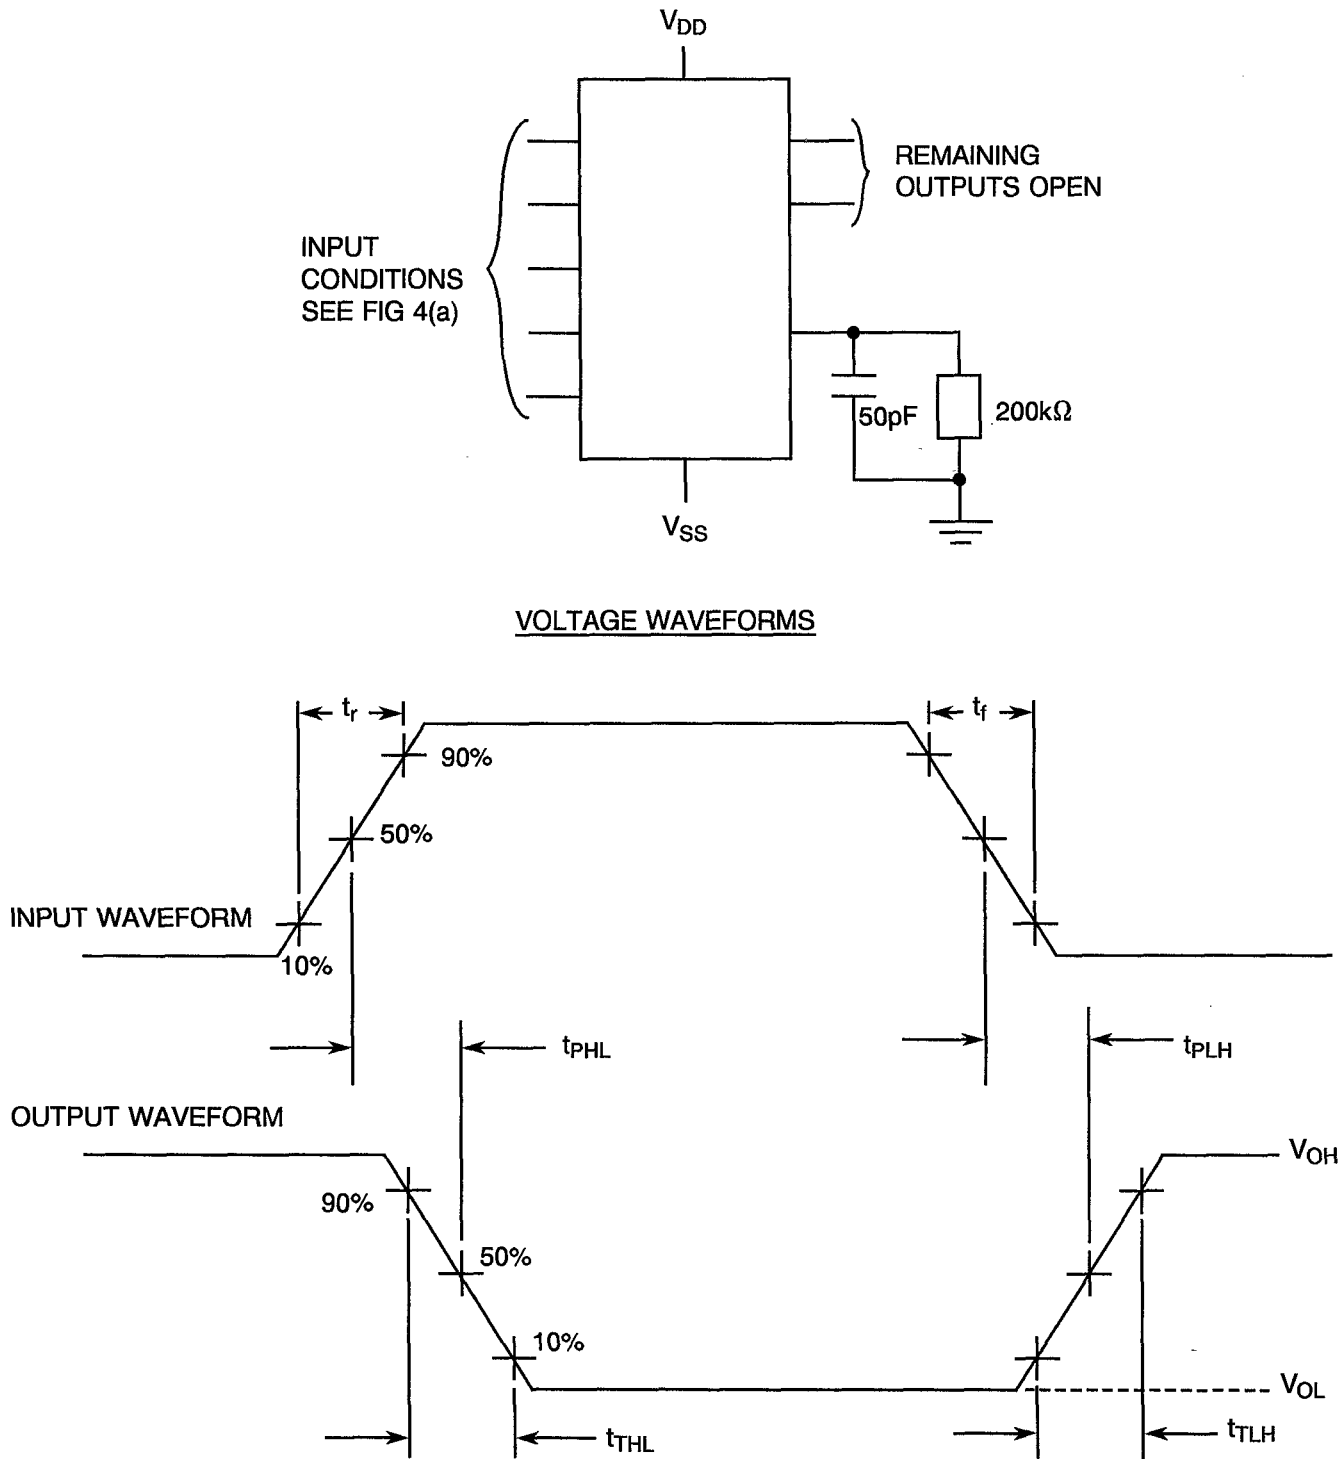 VDD
REMAINING
OUTPUTS OPEN
INPUT
CONDITIONS
SEE FIG 4(a)
50pF
200kΩ
VSS
VOLTAGE WAVEFORMS
tr
tf
90%
50%
INPUT WAVEFORM
10%
tPHL
tPLH
OUTPUT WAVEFORM
VOH
90%
50%
10%
VOL
tTHL
tTLH